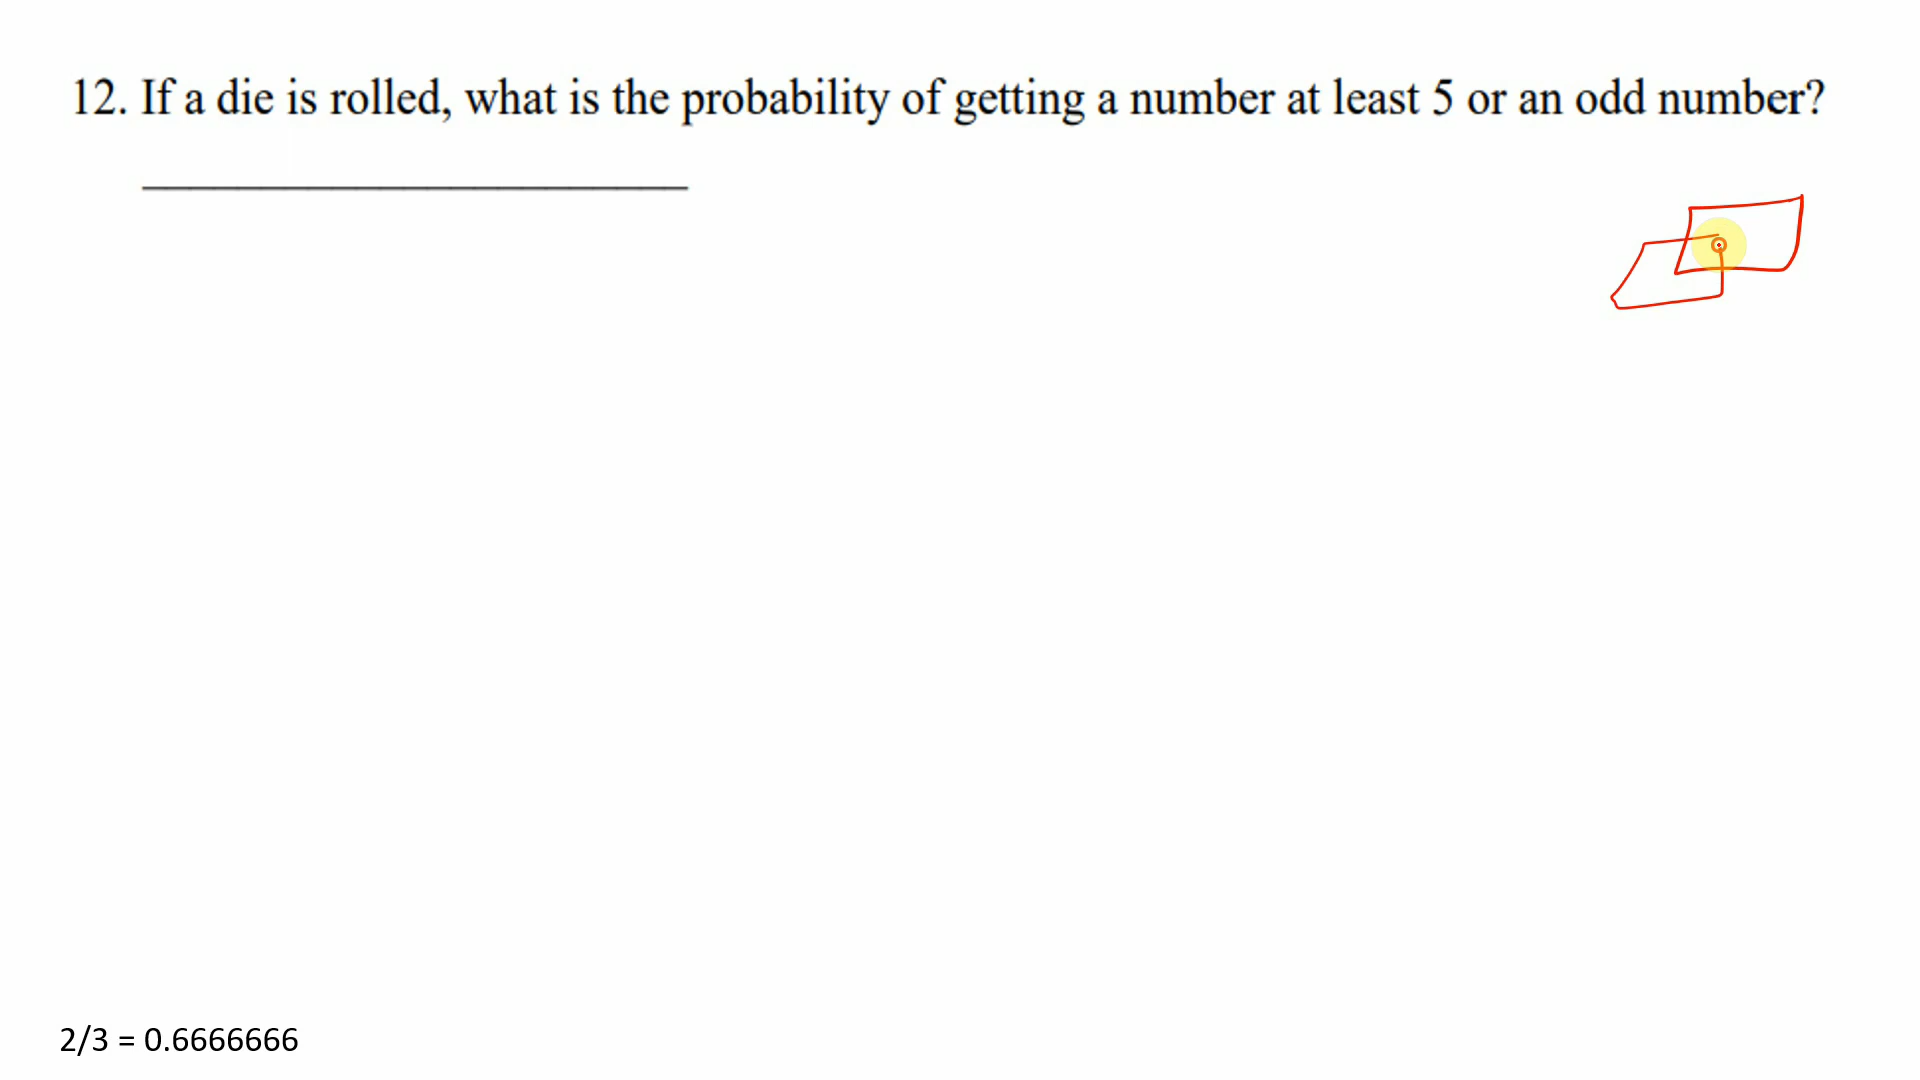 12. If a die is rolled, what is the probability of getting a number at least 5 or an odd number?
2/3 = 0.6666666